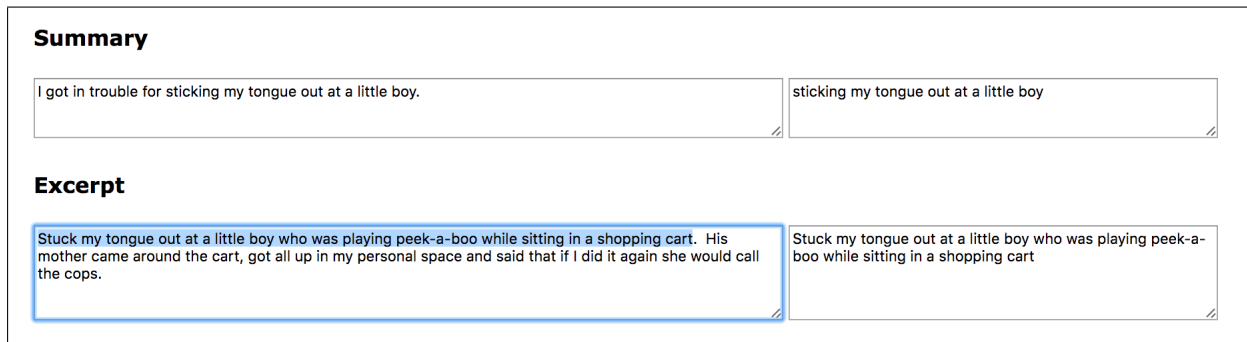 Summary
I got in trouble for sticking my tongue out at a little boy.
sticking my tongue out at a little boy
Excerpt
Stuck my tongue out at a little boy who was playing peek-a-boo while sitting in a shopping cart.  His
mother came around the cart, got all up in my personal space and said that if I did it again she would call
the cops.
Stuck my tongue out at a little boy who was playing peek-a-
boo while sitting in a shopping cart